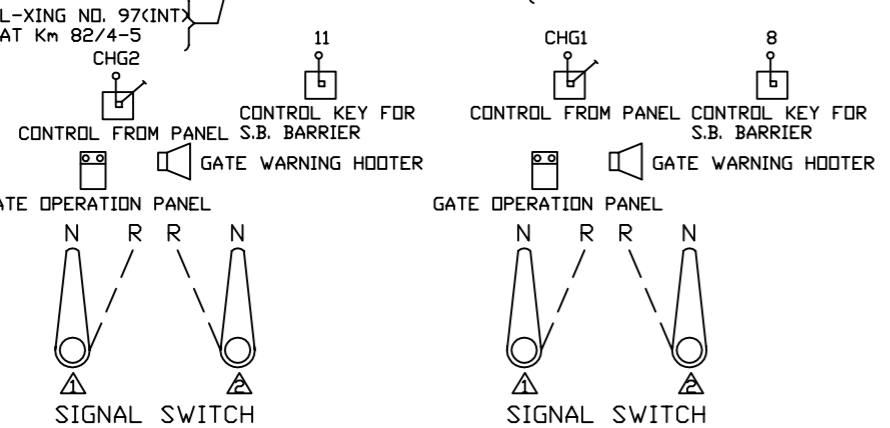 L-XING NO. 97(INT)
AT Km 82/4-5
CHG2
11
CONTROL KEY FOR
S.B. BARRIER
CONTROL FROM PANEL
GATE WARNING HOOTER
ATE OPERATION PANEL
N R R N
1 2
SIGNAL SWITCH
CHG1
8
CONTROL FROM PANEL
CONTROL KEY FOR
S.B. BARRIER
GATE WARNING HOOTER
GATE OPERATION PANEL
N R R N
1 2
SIGNAL SWITCH